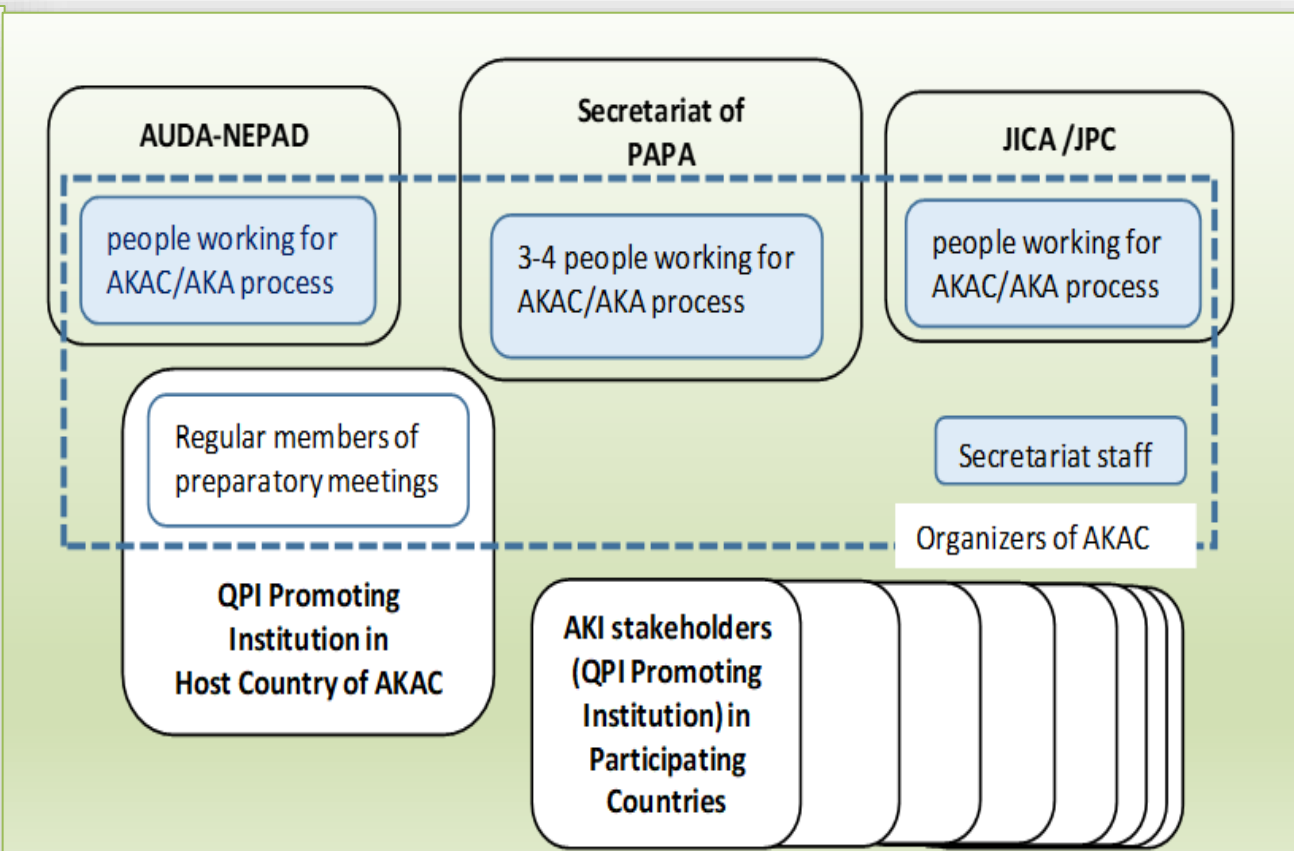 AUDA-NEPAD
people working for
AKAC/AKA process
Secretariat of
PAPA
3-4 people working for
AKAC/AKA process
JICA /JPC
people working for
AKAC/AKA process
Regular members of
preparatory meetings
QPI Promoting
Institution in
Host Country of AKAC
Secretariat staff
Organizers of AKAC
AKI stakeholders
(QPI Promoting
Institution) in
Participating
Countries